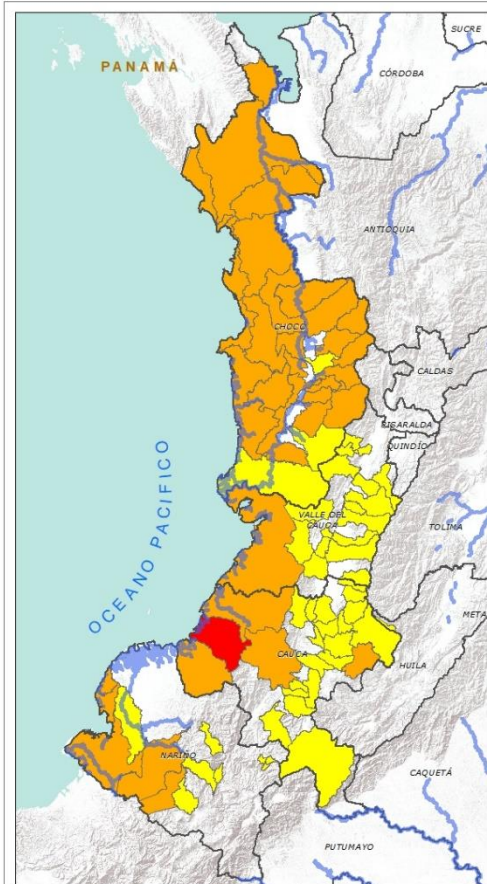 SUCRE
PANAMÁ
CÓRDOBA
ANTIOQUIA
CHOCÓ
CALDAS
RISARALDA
QUINDÍO
OCEANO PACÍFICO
VALLE DEL
CAUCA
TOLIMA
META
CAUCA
HUILA
NARIÑO
CAQUETÁ
PUTUMAYO